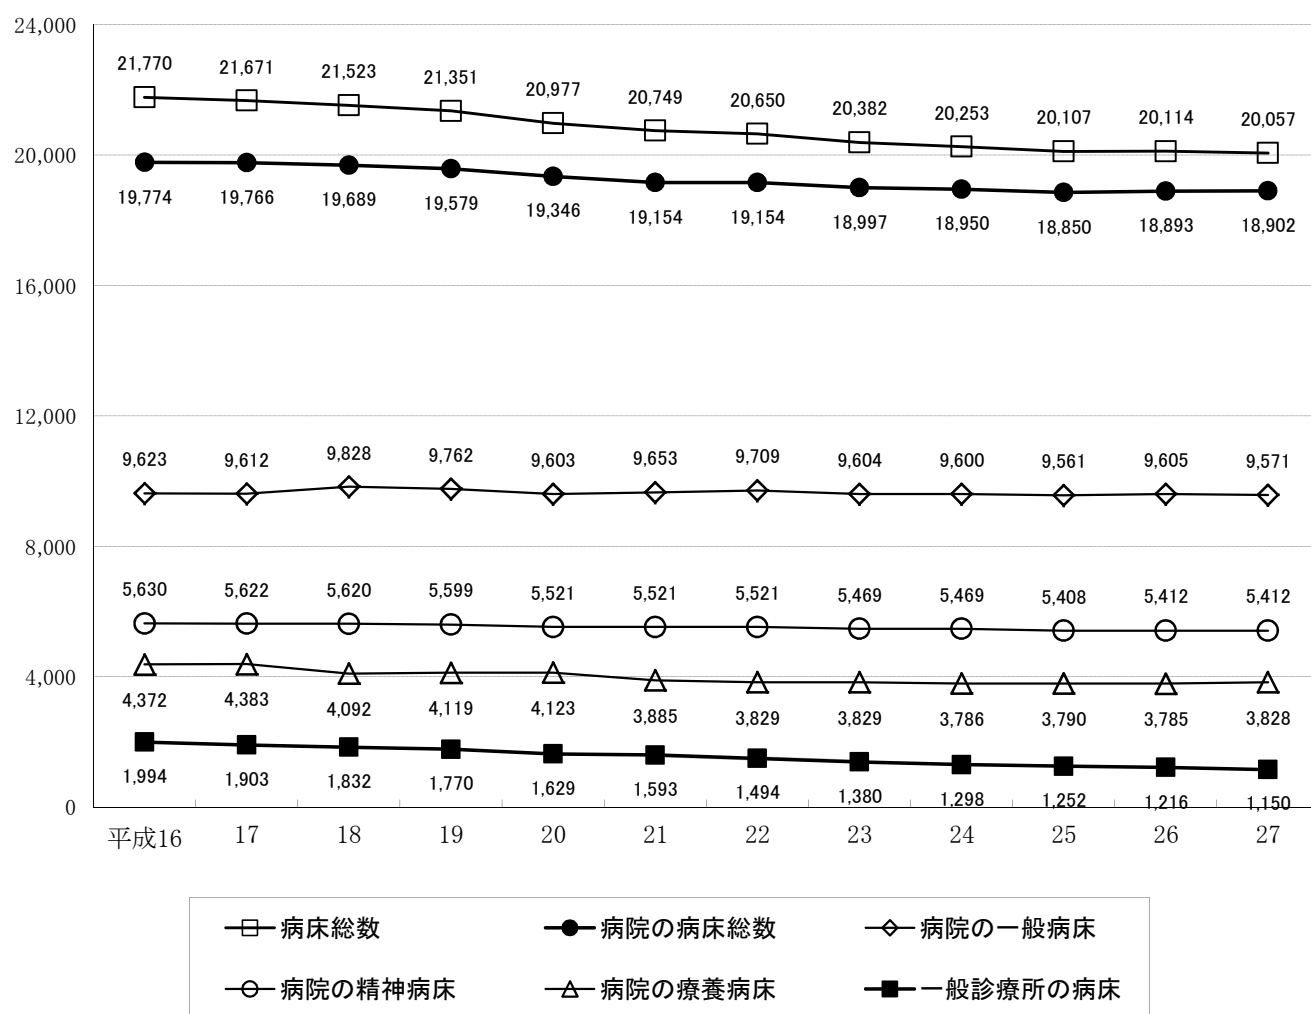 24,000
21,770 21,671 21,523 21,351 20,977 20,749 20,650 20,382 20,253 20,107 20,114 20,057
20,000
19,774 19,766 19,689 19,579 19,346 19,154 19,154 18,997 18,950 18,850 18,893 18,902
16,000
12,000
9,623 9,612 9,828 9,762 9,603 9,653 9,709 9,604 9,600 9,561 9,605 9,571
8,000
5,630 5,622 5,620 5,599 5,521 5,521 5,521 5,469 5,469 5,408 5,412 5,412
4,000
4,372 4,383 4,092 4,119 4,123 3,885 3,829 3,829 3,786 3,790 3,785 3,828
1,994 1,903 1,832 1,770 1,629 1,593 1,494 1,380 1,298 1,252 1,216 1,150
0
平成16 17 18 19 20 21 22 23 24 25 26 27
病床総数 病院の病床総数 病院の一般病床
病院の精神病床 病院の療養病床 一般診療所の病床